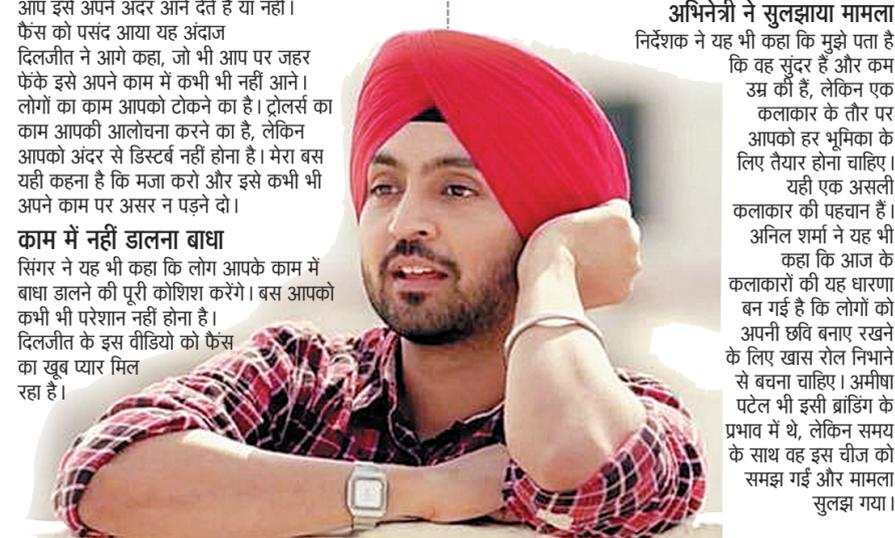 आप इसे अपने अंदर आने देते हैं या नहीं।
फैंस को पसंद आया यह अंदाज
दिलजीत ने आगे कहा, जो भी आप पर जहर
फेंके इसे अपने काम में कभी भी नहीं आने।
लोगों का काम आपको टोकने का है। ट्रोलर्स का
काम आपकी आलोचना करने का है, लेकिन
आपको अंदर से डिस्टर्ब नहीं होना है। मेरा बस
यही कहना है कि मजा करो और इसे कभी भी
अपने काम पर असर न पड़ने दो।
काम में नहीं डालना बाधा
सिंगर ने यह भी कहा कि लोग आपके काम में
बाधा डालने की पूरी कोशिश करेंगे। बस आपको
कभी भी परेशान नहीं होना है।
दिलजीत के इस वीडियो को फैंस
का खूब प्यार मिल
रहा है।
अभिनेत्री ने सुलझाया मामला
निर्देशक ने यह भी कहा कि मुझे पता है
कि वह सुंदर हैं और कम
उम्र की हैं, लेकिन एक
कलाकार के तौर पर
आपको हर भूमिका के
लिए तैयार होना चाहिए।
यही एक असली
कलाकार की पहचान हैं।
अनिल शर्मा ने यह भी
कहा कि आज के
कलाकारों की यह धारणा
बन गई है कि लोगों को
अपनी छवि बनाए रखने
के लिए खास रोल निभाने
से बचना चाहिए। अमीषा
पटेल भी इसी ब्रांडिंग के
प्रभाव में थे, लेकिन समय
के साथ वह इस चीज को
समझ गईं और मामला
सुलझ गया।